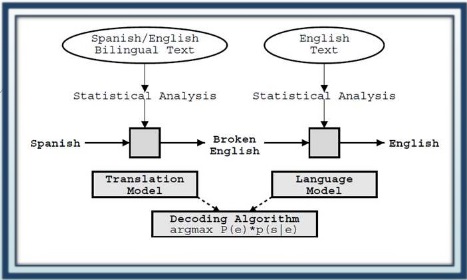 Spanish/English
Bilingual Text
English
Text
Statistical Analysis
Statistical Analysis
Spanish
Broken
English
English
Translation
Model
Language
Model
Decoding Algorithm
argmax P(e)*p(s|e)